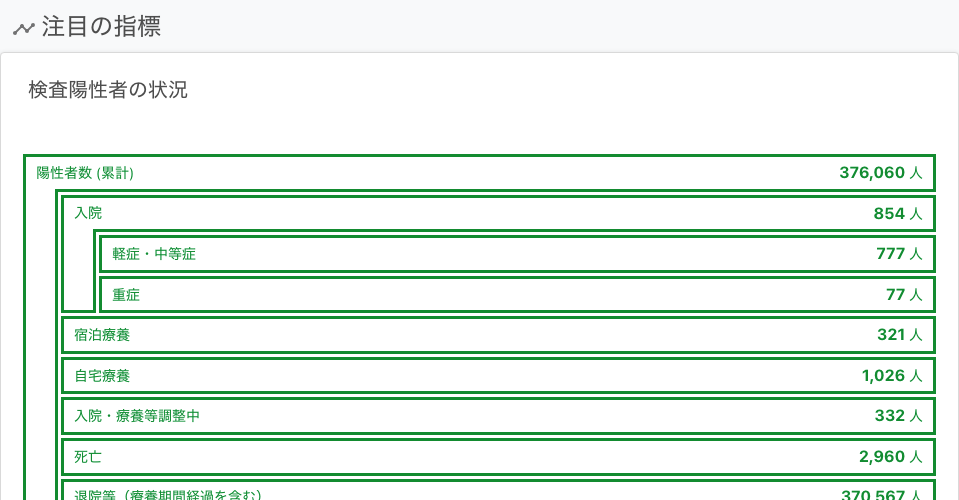 注目の指標
検査陽性者の状況
陽性者数 (累計) 376,060 人
入院 854 人
軽症・中等症 777 人
重症 77 人
宿泊療養 321 人
自宅療養 1,026 人
入院・療養等調整中 332 人
死亡 2,960 人
退院等（療養期間経過を含む） 370,567 人